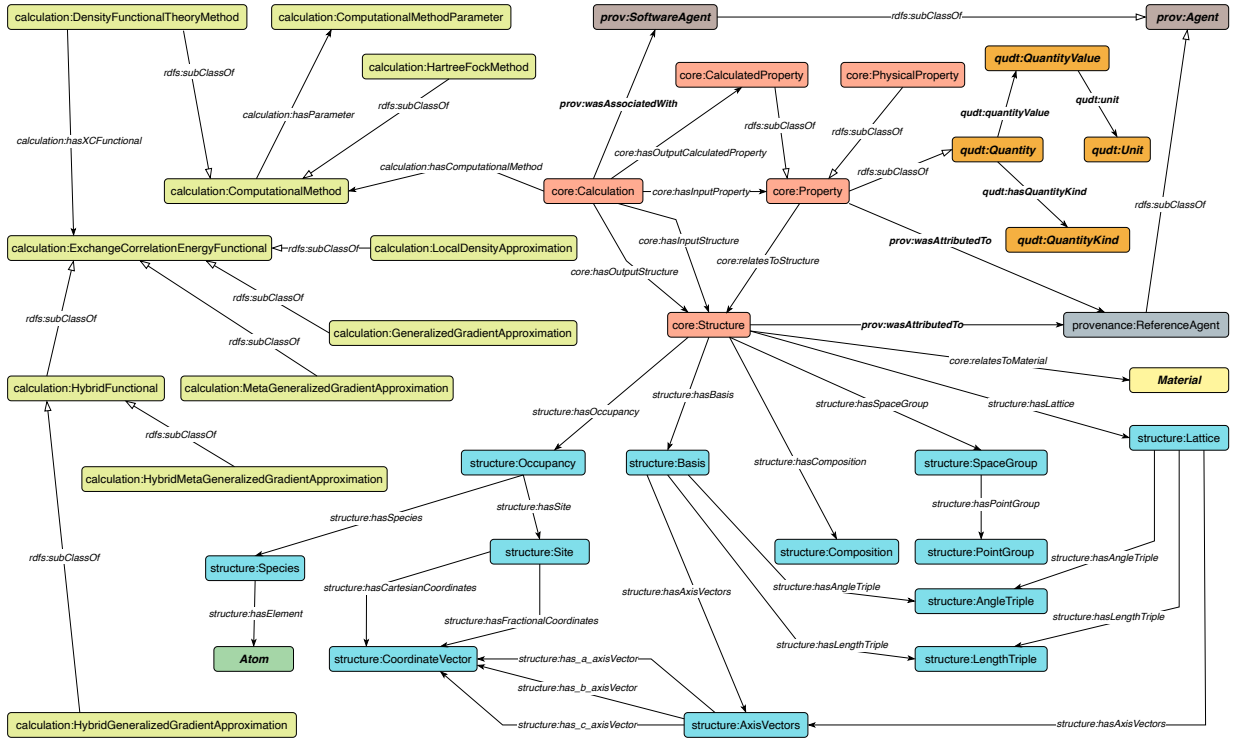 calculation:DensityFunctionalTheoryMethod
calculation:ComputationalMethodParameter
prov:SoftwareAgent
rdfs:subClassOf
prov:Agent
calculation:HartreeFockMethod
core:CalculatedProperty
core:PhysicalProperty
qudt:QuantityValue
rdfs:subClassOf
rdfs:subClassOf
calculation:hasParameter
prov:wasAssociatedWith
qudt:unit
qudt:quantityValue
calculation:hasXCFunctional
core:hasOutputCalculatedProperty
rdfs:subClassOf
rdfs:subClassOf
qudt:Quantity
qudt:Unit
calculation:hasComputationalMethod
rdfs:subClassOf
calculation:ComputationalMethod
core:Calculation
core:hasInputProperty
core:Property
qudt:hasQuantityKind
rdfs:subClassOf
calculation:ExchangeCorrelationEnergyFunctional
rdfs:subClassOf
calculation:LocalDensityApproximation
core:hasInputStructure
prov:wasAttributedTo
qudt:QuantityKind
core:relatesToStructure
core:hasOutputStructure
rdfs:subClassOf
rdfs:subClassOf
calculation:GeneralizedGradientApproximation
core:Structure
prov:wasAttributedTo
provenance:ReferenceAgent
rdfs:subClassOf
core:relatesToMaterial
calculation:HybridFunctional
calculation:MetaGeneralizedGradientApproximation
Material
structure:hasOccupancy
structure:hasBasis
structure:hasSpaceGroup
structure:hasLattice
rdfs:subClassOf
structure:Lattice
structure:Occupancy
structure:Basis
structure:hasComposition
structure:SpaceGroup
calculation:HybridMetaGeneralizedGradientApproximation
structure:hasSpecies
structure:hasSite
structure:hasPointGroup
rdfs:subClassOf
structure:Species
structure:Site
structure:Composition
structure:PointGroup
structure:hasAngleTriple
structure:hasCartesianCoordinates
structure:hasAxisVectors
structure:hasAngleTriple
structure:AngleTriple
structure:hasElement
structure:hasFractionalCoordinates
structure:hasLengthTriple
structure:hasLengthTriple
Atom
structure:CoordinateVector
structure:has_a_axisVector
structure:LengthTriple
structure:has_b_axisVector
calculation:HybridGeneralizedGradientApproximation
structure:has_c_axisVector
structure:AxisVectors
structure:hasAxisVectors